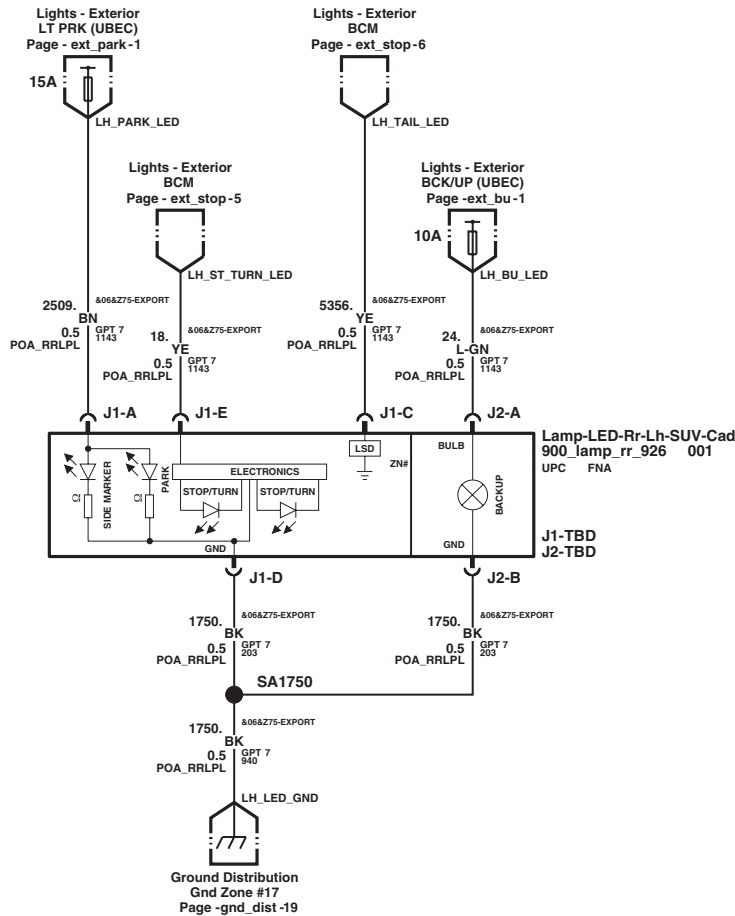 Lights - Exterior
LT PRK (UBEC)
Page - ext_park-1
15A
LH_PARK_LED
Lights - Exterior
BCM
Page - ext_stop-6
LH_TAIL_LED
Lights - Exterior
BCM
Page - ext_stop-5
LH_ST_TURN_LED
Lights - Exterior
BCK/UP (UBEC)
Page -ext_bu-1
10A
LH_BU_LED
2509.
&06&Z75-EXPORT
BN
0.5
GPT 7
1143
POA_RRLPL
18.
&06&Z75-EXPORT
YE
0.5
GPT 7
1143
POA_RRLPL
5356.
&06&Z75-EXPORT
YE
0.5
GPT 7
1143
POA_RRLPL
24.
&06&Z75-EXPORT
L-GN
0.5
GPT 7
1143
POA_RRLPL
J1-A
J1-E
J1-C
J2-A
Lamp-LED-Rr-Lh-SUV-Cad
900_lamp_rr_926 001
UPC FNA
J1-TBD
J2-TBD
Ω
SIDE MARKER
Ω
PARK
ELECTRONICS
STOP/TURN
STOP/TURN
GND
LSD
ZN#
BULB
BACKUP
GND
J1-D
J2-B
1750.
&06&Z75-EXPORT
BK
0.5
GPT 7
203
POA_RRLPL
1750.
&06&Z75-EXPORT
BK
0.5
GPT 7
203
POA_RRLPL
SA1750
1750.
&06&Z75-EXPORT
BK
0.5
GPT 7
940
POA_RRLPL
LH_LED_GND
Ground Distribution
Gnd Zone #17
Page -gnd_dist -19